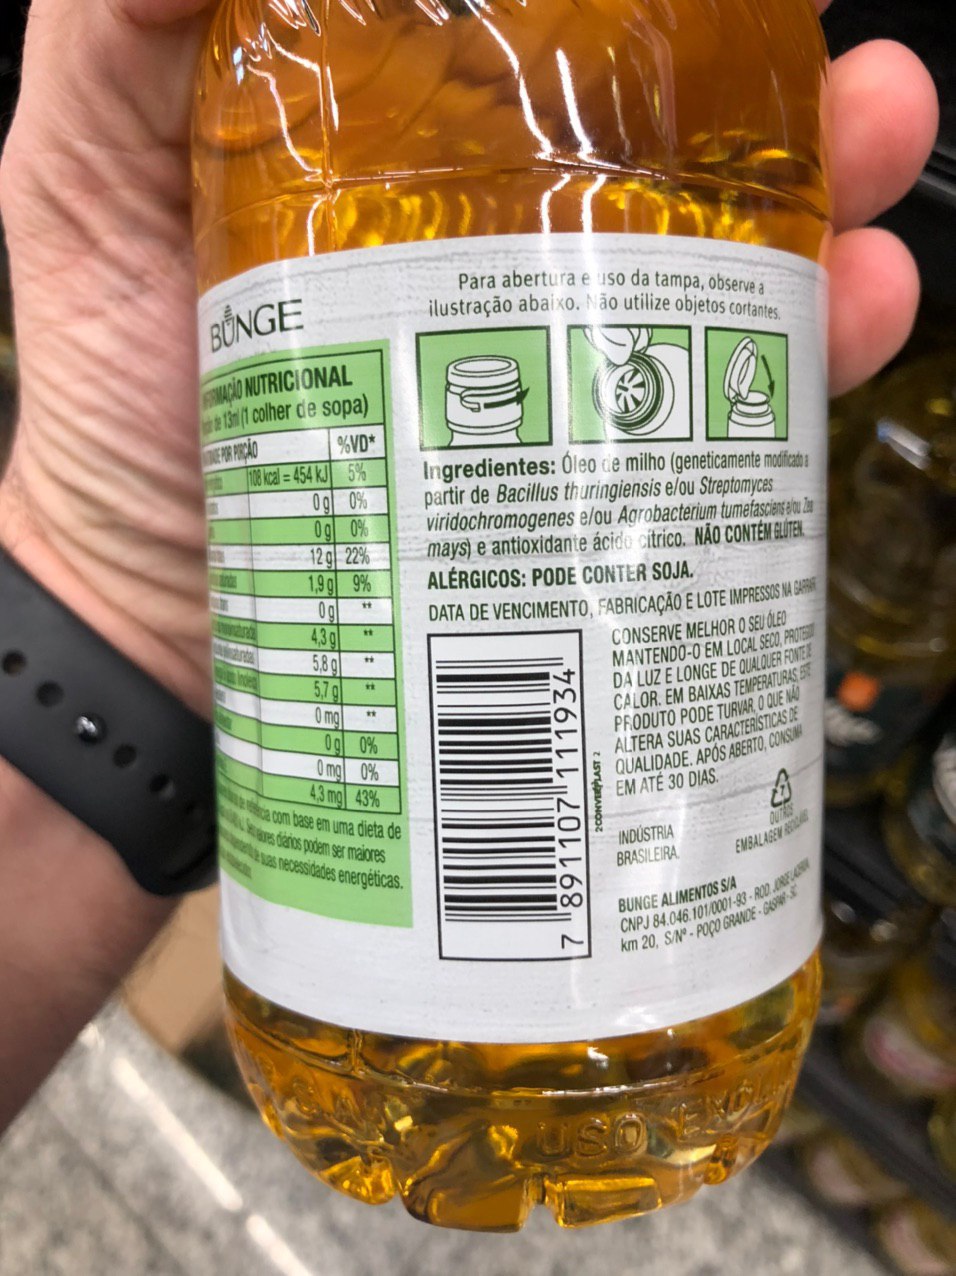 BUNGE
INFORMAÇÃO NUTRICIONAL
de 13ml (1 colher de sopa)
POR PORÇÃO %VD*
108 kcal = 454 kJ 5%
0 g 0%
0 g 0%
12 g 22%
1,9 g 9%
0 g **
4,3 g **
5,8 g **
5,7 g **
0 mg **
0 g 0%
0 mg 0%
4,3 mg 43%
com base em uma dieta de
valores diários podem ser maiores
de suas necessidades energéticas.
Para abertura e uso da tampa, observe a
ilustração abaixo. Não utilize objetos cortantes.
Ingredientes: Óleo de milho (geneticamente modificado a
partir de Bacillus thuringiensis e/ou Streptomyces
viridochromogenes e/ou Agrobacterium tumefasciens e/ou Zea
mays) e antioxidante ácido cítrico. NÃO CONTÉM GLÚTEN.
ALÉRGICOS: PODE CONTER SOJA.
DATA DE VENCIMENTO, FABRICAÇÃO E LOTE IMPRESSOS NA
CONSERVE MELHOR O SEU ÓLEO
MANTENDO-O EM LOCAL SECO,
DA LUZ E LONGE DE QUALQUER FONTE DE
CALOR. EM BAIXAS TEMPERATURAS, ESTE
PRODUTO PODE TURVAR, O QUE NÃO
ALTERA SUAS CARACTERÍSTICAS DE
QUALIDADE. APÓS ABERTO, CONSUMA
EM ATÉ 30 DIAS.
7 891107 111934
2CONVERPLAST 2
INDÚSTRIA
BRASILEIRA.
7
OUTROS
EMBALAGEM RECICLÁVEL
BUNGE ALIMENTOS S/A
CNPJ 84.046.101/0001-93 - ROD. JORGE LACERDA,
km 20, S/Nº - POÇO GRANDE - GASPAR - SC
USO